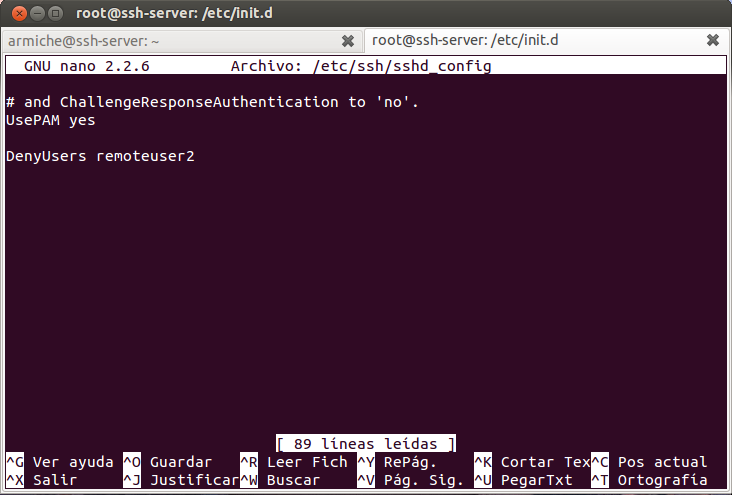 root@ssh-server: /etc/init.d
armiche@ssh-server: ~
root@ssh-server: /etc/init.d
GNU nano 2.2.6 Archivo: /etc/ssh/sshd_config
# and ChallengeResponseAuthentication to 'no'.
UsePAM yes
DenyUsers remoteuser2
[ 89 líneas leídas ]
^G Ver ayuda ^O Guardar ^R Leer Fich ^Y RePág. ^K Cortar Tex ^C Pos actual
^X Salir ^J Justificar ^W Buscar ^V Pág. Sig. ^U PegarTxt ^T Ortografía